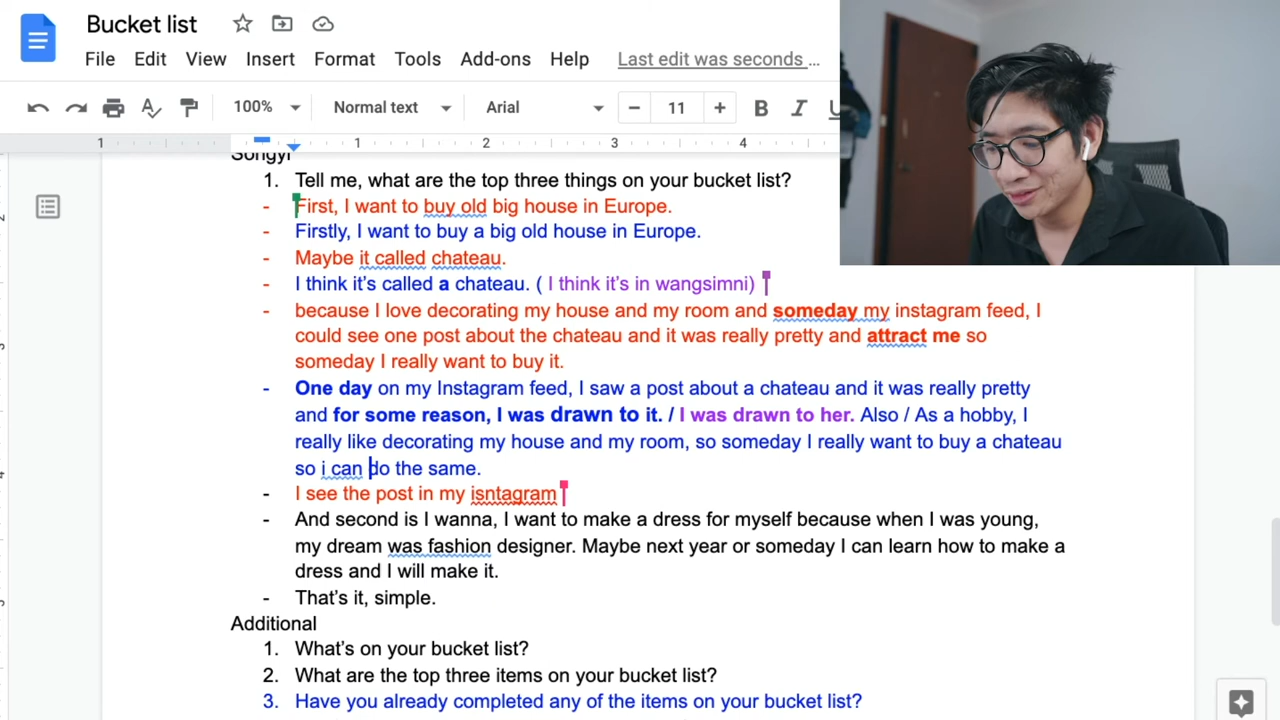 Bucket list
File Edit View Insert Format Tools Add-ons Help Last edit was seconds ...
100% Normal text Arial − 11 + B I U
1 1 2 3 4
Songyi
1. Tell me, what are the top three things on your bucket list?
- First, I want to buy old big house in Europe.
- Firstly, I want to buy a big old house in Europe.
- Maybe it called chateau.
- I think it's called a chateau. ( I think it's in wangsimni)
- because I love decorating my house and my room and someday my instagram feed, I
could see one post about the chateau and it was really pretty and attract me so
someday I really want to buy it.
- One day on my Instagram feed, I saw a post about a chateau and it was really pretty
and for some reason, I was drawn to it. / I was drawn to her. Also / As a hobby, I
really like decorating my house and my room, so someday I really want to buy a chateau
so i can do the same.
- I see the post in my isntagram
- And second is I wanna, I want to make a dress for myself because when I was young,
my dream was fashion designer. Maybe next year or someday I can learn how to make a
dress and I will make it.
- That's it, simple.
Additional
1. What's on your bucket list?
2. What are the top three items on your bucket list?
3. Have you already completed any of the items on your bucket list?